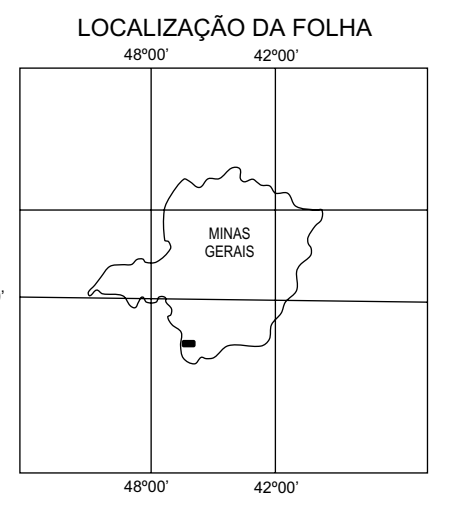 LOCALIZAÇÃO DA FOLHA
48º00' 42º00'
MINAS
GERAIS
48º00' 42º00'